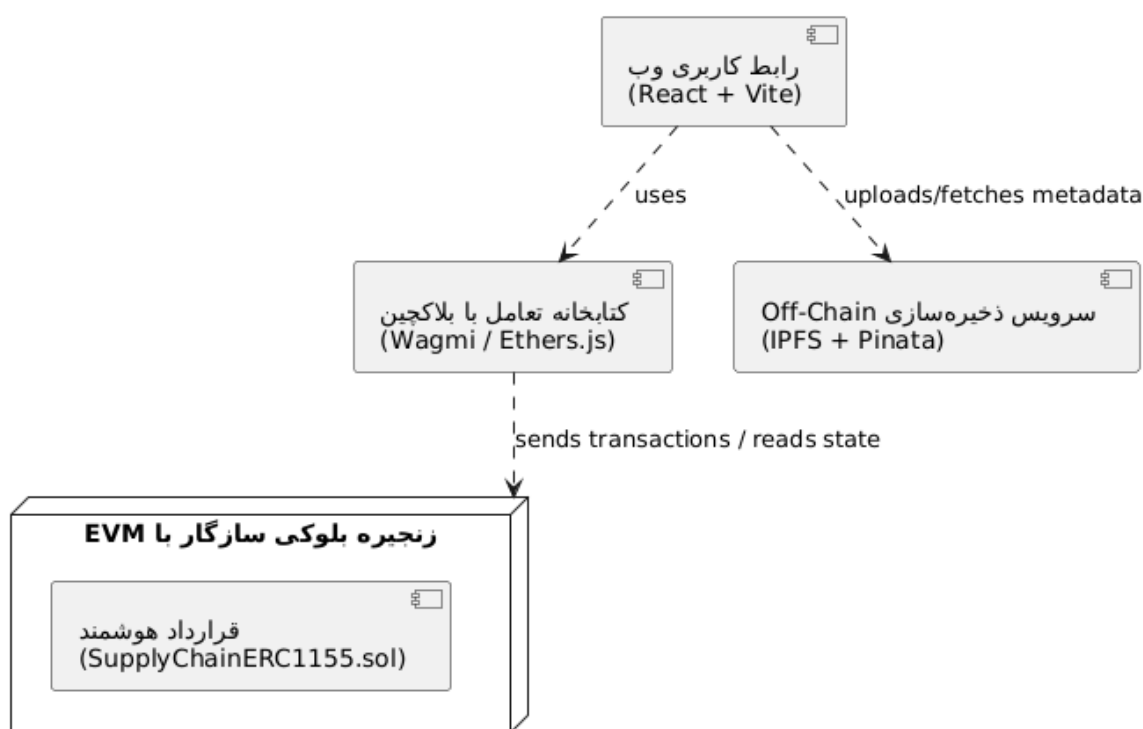 رابط کاربری وب
(React + Vite)
uses
uploads/fetches metadata
کتابخانه تعامل با بلاکچین
(Wagmi / Ethers.js)
سرویس ذخیره‌سازی Off-Chain
(IPFS + Pinata)
sends transactions / reads state
زنجیره بلوکی سازگار با EVM
قرارداد هوشمند
(SupplyChainERC1155.sol)